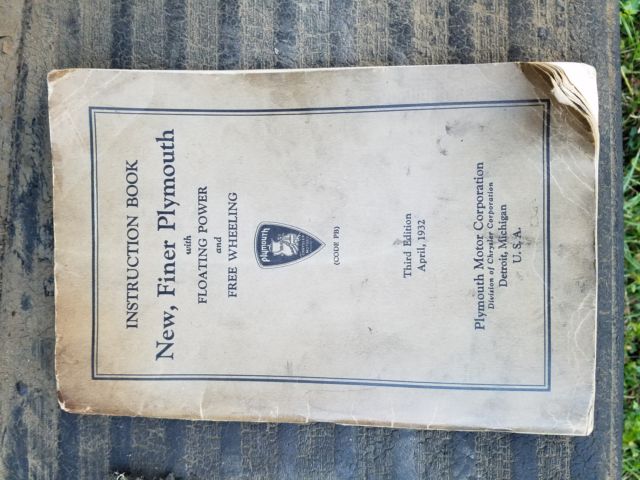 INSTRUCTION BOOK
New, Finer Plymouth
with
FLOATING POWER
and
FREE WHEELING
Plymouth
(CODE PB)
Third Edition
April, 1932
Plymouth Motor Corporation
Division of Chrysler Corporation
Detroit, Michigan
U. S. A.